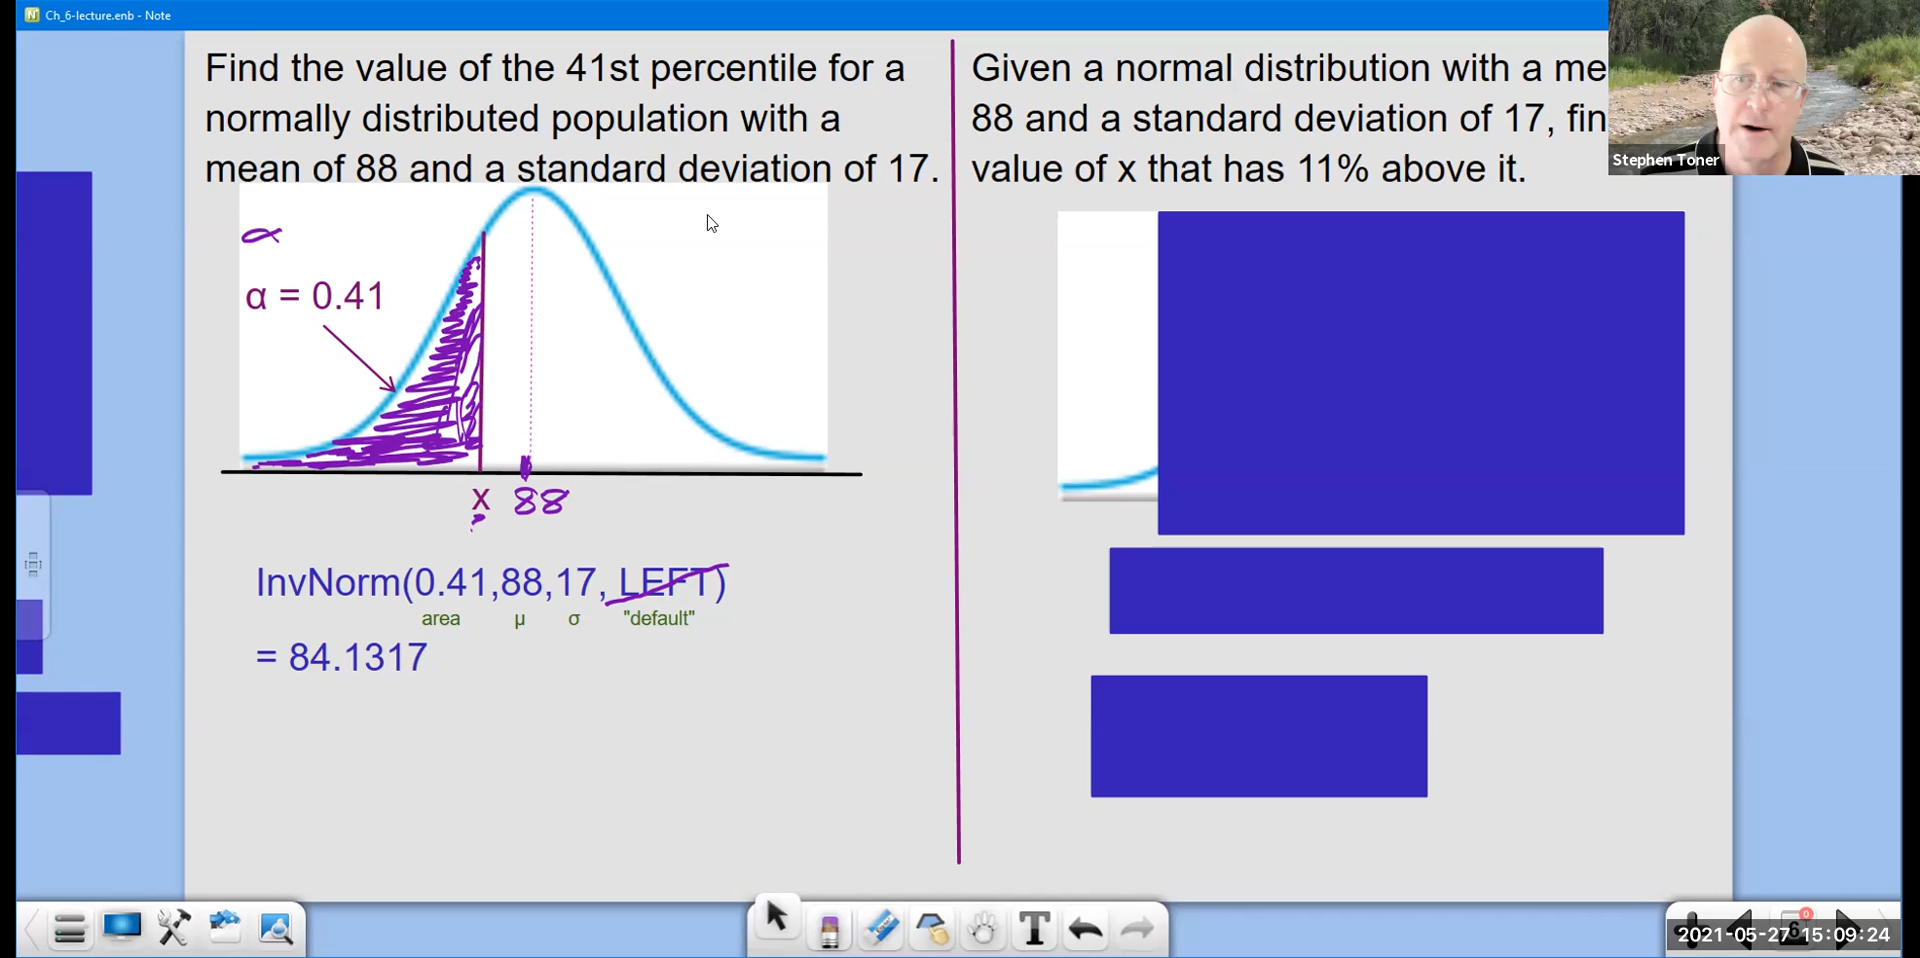 Ch_6-lecture.enb - Note
Find the value of the 41st percentile for a
normally distributed population with a
mean of 88 and a standard deviation of 17.
α
α = 0.41
x 88
?
InvNorm(0.41,88,17, LEFT)
area μ σ "default"
= 84.1317
Given a normal distribution with a me
88 and a standard deviation of 17, fin
value of x that has 11% above it.
Stephen Toner
T
0
6
2021-05-27 15:09:24